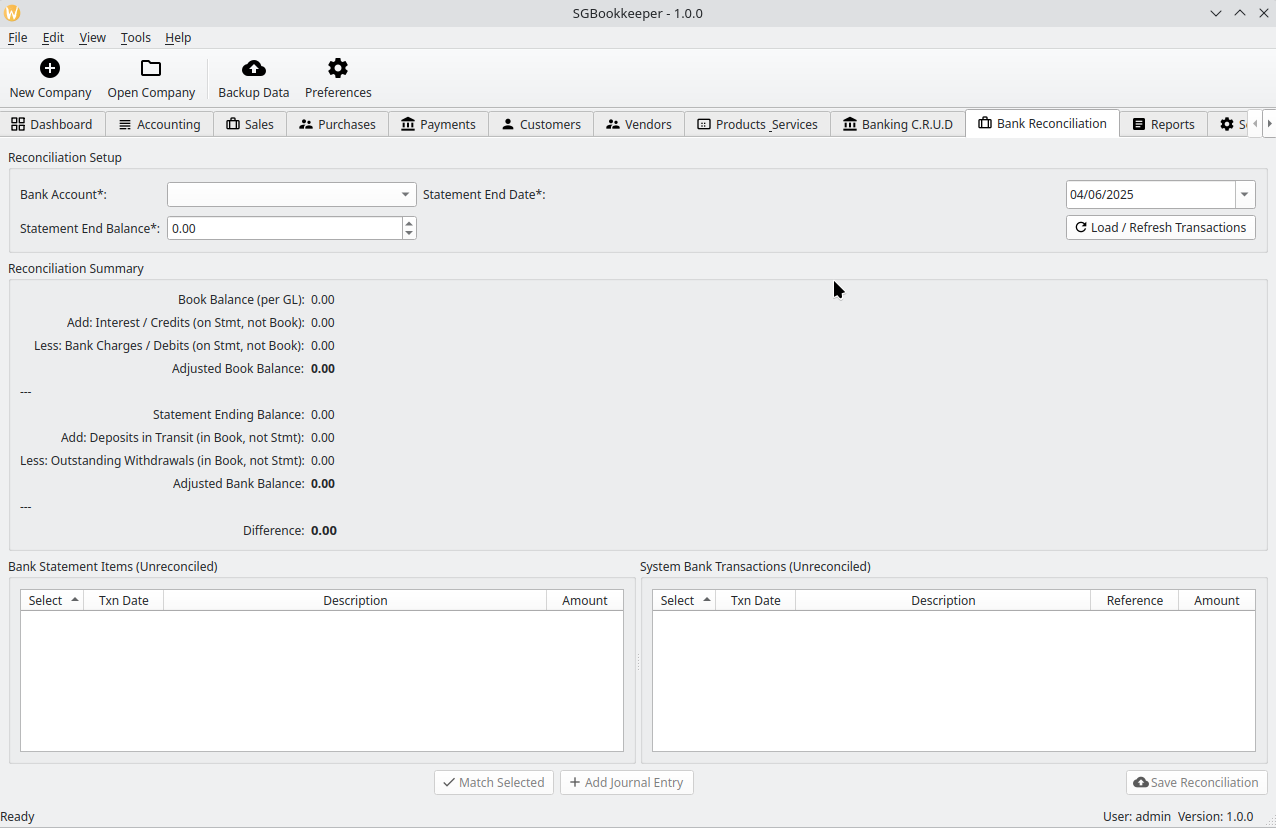 SGBookkeeper - 1.0.0
File Edit View Tools Help
New Company Open Company Backup Data Preferences
Dashboard Accounting Sales Purchases Payments Customers Vendors Products_Services Banking C.R.U.D Bank Reconciliation Reports
Reconciliation Setup
Bank Account*: Statement End Date*: 04/06/2025
Statement End Balance*: 0.00 Load / Refresh Transactions
Reconciliation Summary
Book Balance (per GL): 0.00
Add: Interest / Credits (on Stmt, not Book): 0.00
Less: Bank Charges / Debits (on Stmt, not Book): 0.00
Adjusted Book Balance: 0.00
---
Statement Ending Balance: 0.00
Add: Deposits in Transit (in Book, not Stmt): 0.00
Less: Outstanding Withdrawals (in Book, not Stmt): 0.00
Adjusted Bank Balance: 0.00
---
Difference: 0.00
Bank Statement Items (Unreconciled) System Bank Transactions (Unreconciled)
Select Txn Date Description Amount Select Txn Date Description Reference Amount
Match Selected Add Journal Entry Save Reconciliation
Ready User: admin Version: 1.0.0